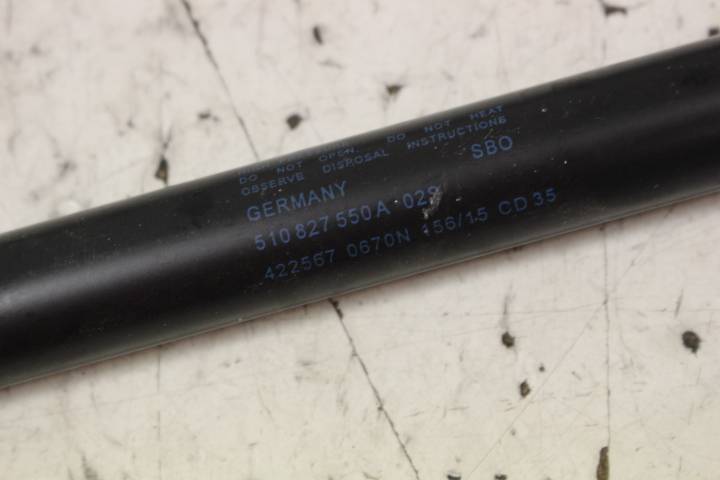 DO NOT OPEN. DO NOT HEAT
OBSERVE DISPOSAL INSTRUCTIONS
GERMANY SBO
510 827 550A 029
422567 0670N 156/15 CD 35